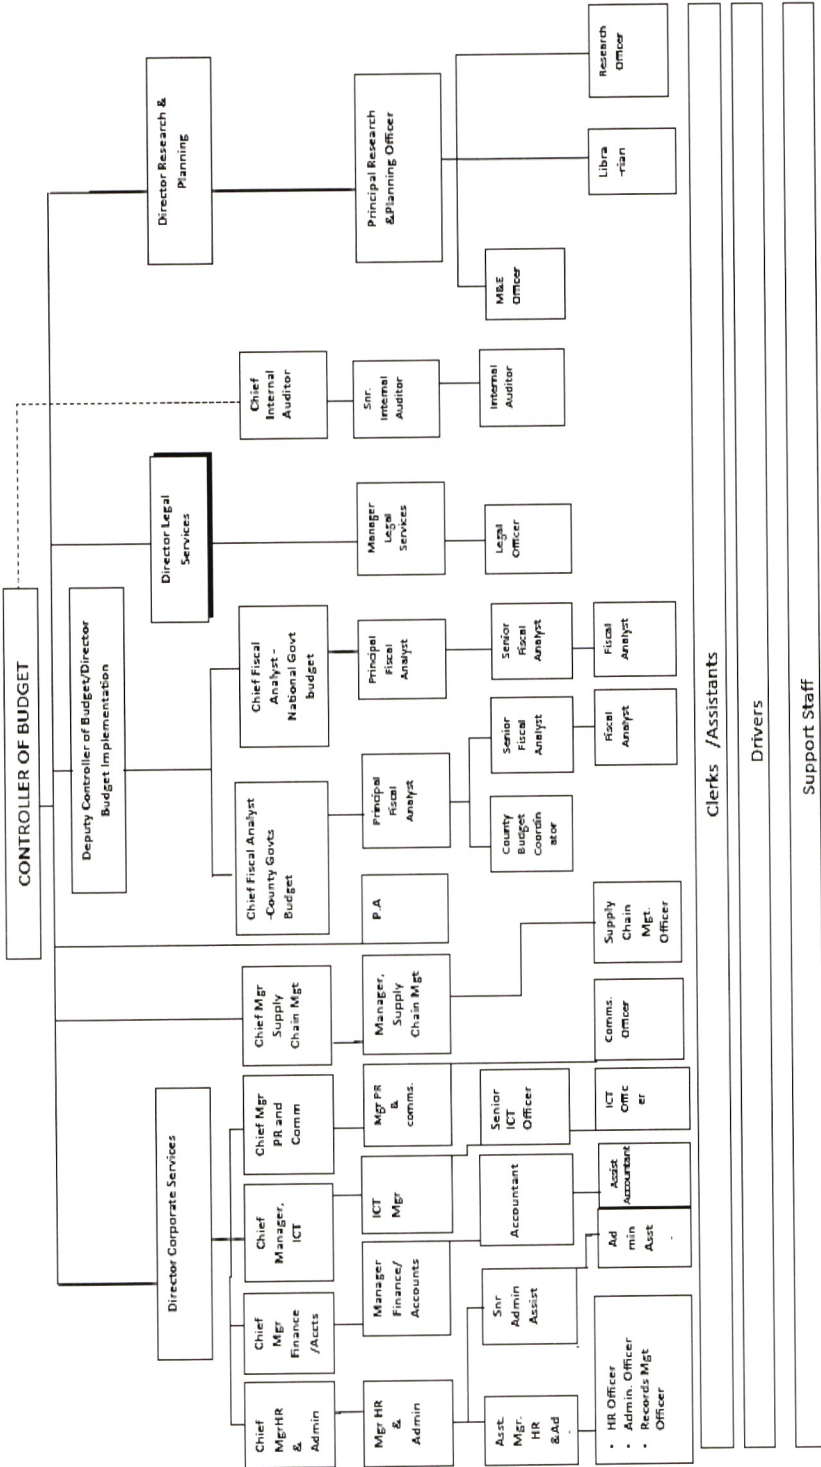 CONTROLLER OF BUDGET
Deputy Controller of Budget/Director
Budget Implementation
Director Corporate Services
Director Legal
Services
Director Research &
Planning
Chief
MgrHR
&
Admin
Chief
Mgr
Finance
/Accts
Chief
Manager,
ICT
Chief Mgr
PR and
Comm
Chief Mgr
Supply
Chain Mgt
Chief Fiscal Analyst
-County Govts
Budget
Chief Fiscal
Analyst -
National Govt
budget
Chief
Internal
Auditor
Mgr HR
&
Admin
Manager
Finance/
Accounts
ICT
Mgr
Mgr PR
&
comms.
Manager,
Supply
Chain Mgt
P.A
Principal
Fiscal
Analyst
Principal
Fiscal
Analyst
Manager
Legal
Services
Snr.
Internal
Auditor
Principal Research
&Planning Officer
Asst.
Mgr.
HR
&Ad
.
Snr
Admin
Assist
Accountant
Senior
ICT
Officer
County
Budget
Coordin
ator
Senior
Fiscal
Analyst
Senior
Fiscal
Analyst
Legal
Officer
Internal
Auditor
M&E
Officer
• HR Officer
• Admin. Officer
• Records Mgt
Officer
Ad
min
Asst
.
Assist
Accountant
ICT
Offic
er
Comms.
Officer
Supply
Chain
Mgt.
Officer
Fiscal
Analyst
Fiscal
Analyst
Libra
-rian
Research
Officer
Clerks /Assistants
Drivers
Support Staff